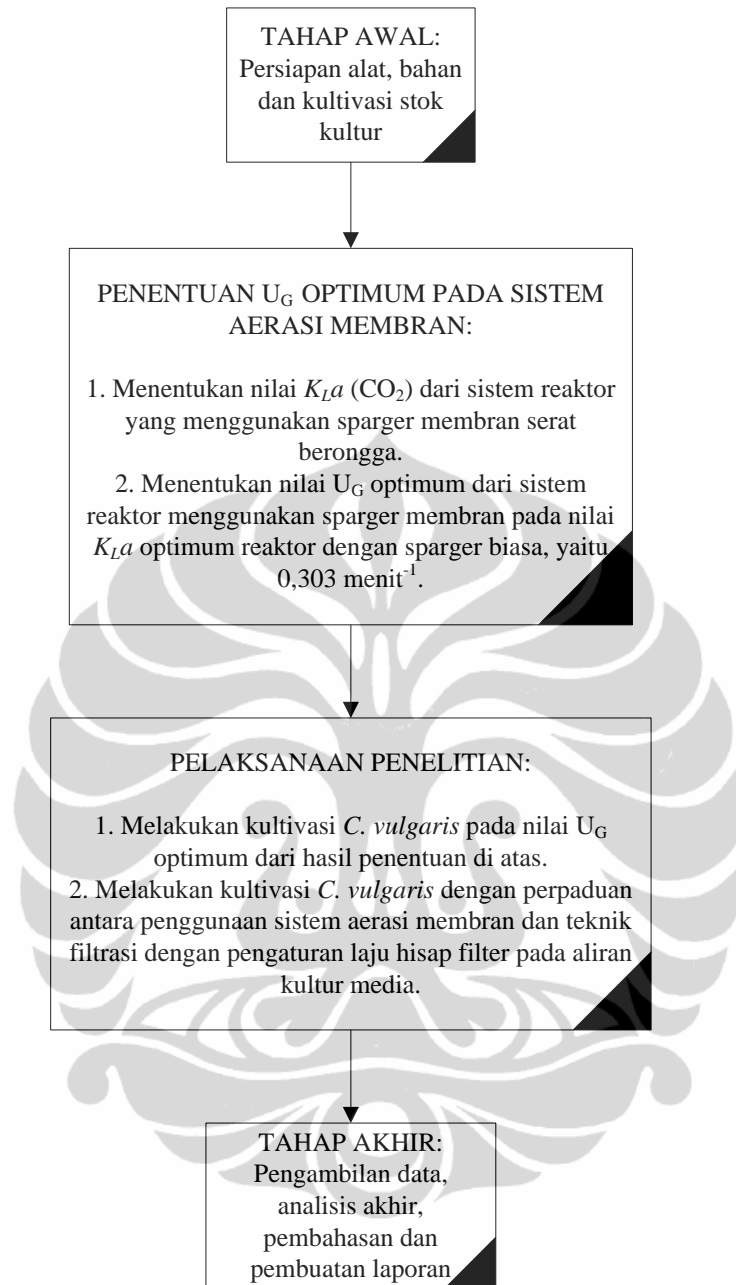 TAHAP AWAL:
Persiapan alat, bahan
dan kultivasi stok
kultur
PENENTUAN U_G OPTIMUM PADA SISTEM
AERASI MEMBRAN:
1. Menentukan nilai K_La (CO₂) dari sistem reaktor
yang menggunakan sparger membran serat
berongga.
2. Menentukan nilai U_G optimum dari sistem
reaktor menggunakan sparger membran pada nilai
K_La optimum reaktor dengan sparger biasa, yaitu
0,303 menit⁻¹.
PELAKSANAAN PENELITIAN:
1. Melakukan kultivasi C. vulgaris pada nilai U_G
optimum dari hasil penentuan di atas.
2. Melakukan kultivasi C. vulgaris dengan perpaduan
antara penggunaan sistem aerasi membran dan teknik
filtrasi dengan pengaturan laju hisap filter pada aliran
kultur media.
TAHAP AKHIR:
Pengambilan data,
analisis akhir,
pembahasan dan
pembuatan laporan